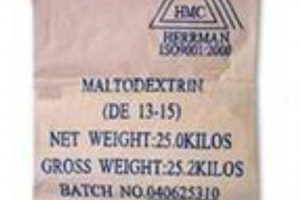 HMC
HERRMAN
ISO9001:2000
MALTODEXTRIN
(DE 13-15)
NET WEIGHT:25.0KILOS
GROSS WEIGHT:25.2KILOS
BATCH NO.040625310